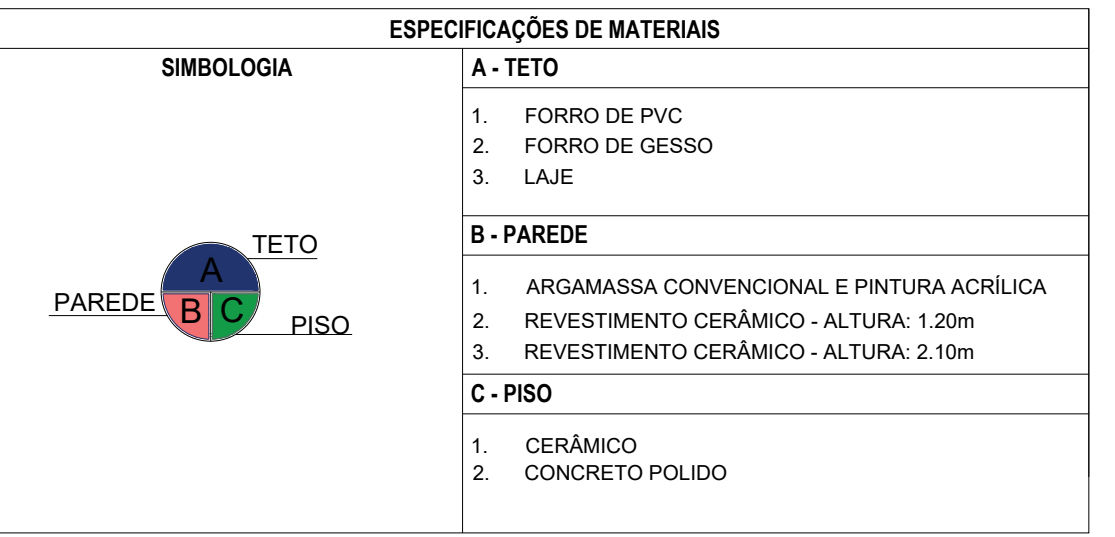 ESPECIFICAÇÕES DE MATERIAIS
SIMBOLOGIA
TETO
A
PAREDE
B C
PISO
A - TETO
1. FORRO DE PVC
2. FORRO DE GESSO
3. LAJE
B - PAREDE
1. ARGAMASSA CONVENCIONAL E PINTURA ACRÍLICA
2. REVESTIMENTO CERÂMICO - ALTURA: 1.20m
3. REVESTIMENTO CERÂMICO - ALTURA: 2.10m
C - PISO
1. CERÂMICO
2. CONCRETO POLIDO